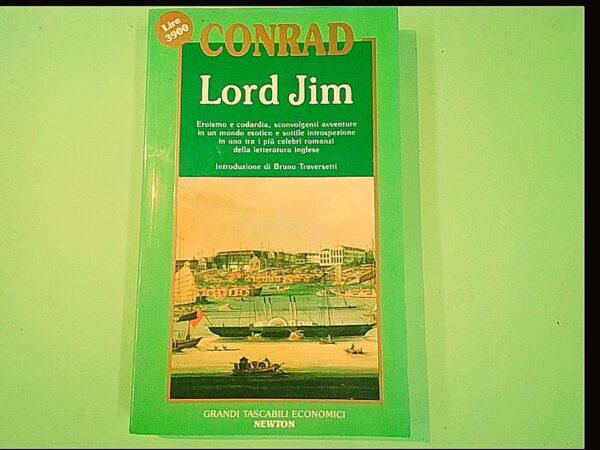 Lire
3900
CONRAD
Lord Jim
Eroismo e codardia, sconvolgenti avventure
in un mondo esotico e sottile introspezione
in uno tra i più celebri romanzi
della letteratura inglese
Introduzione di Bruno Traversetti
GRANDI TASCABILI ECONOMICI
NEWTON